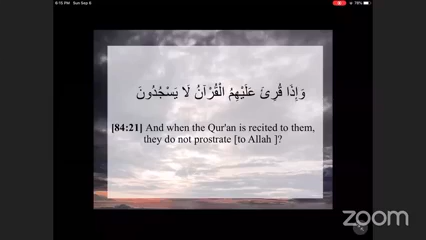 6:15 PM Sun Sep 6
وَإِذَا قُرِئَ عَلَيْهِمُ الْقُرْآنُ لَا يَسْجُدُونَ
[84:21] And when the Qur'an is recited to them,
they do not prostrate [to Allah ]?
zoom